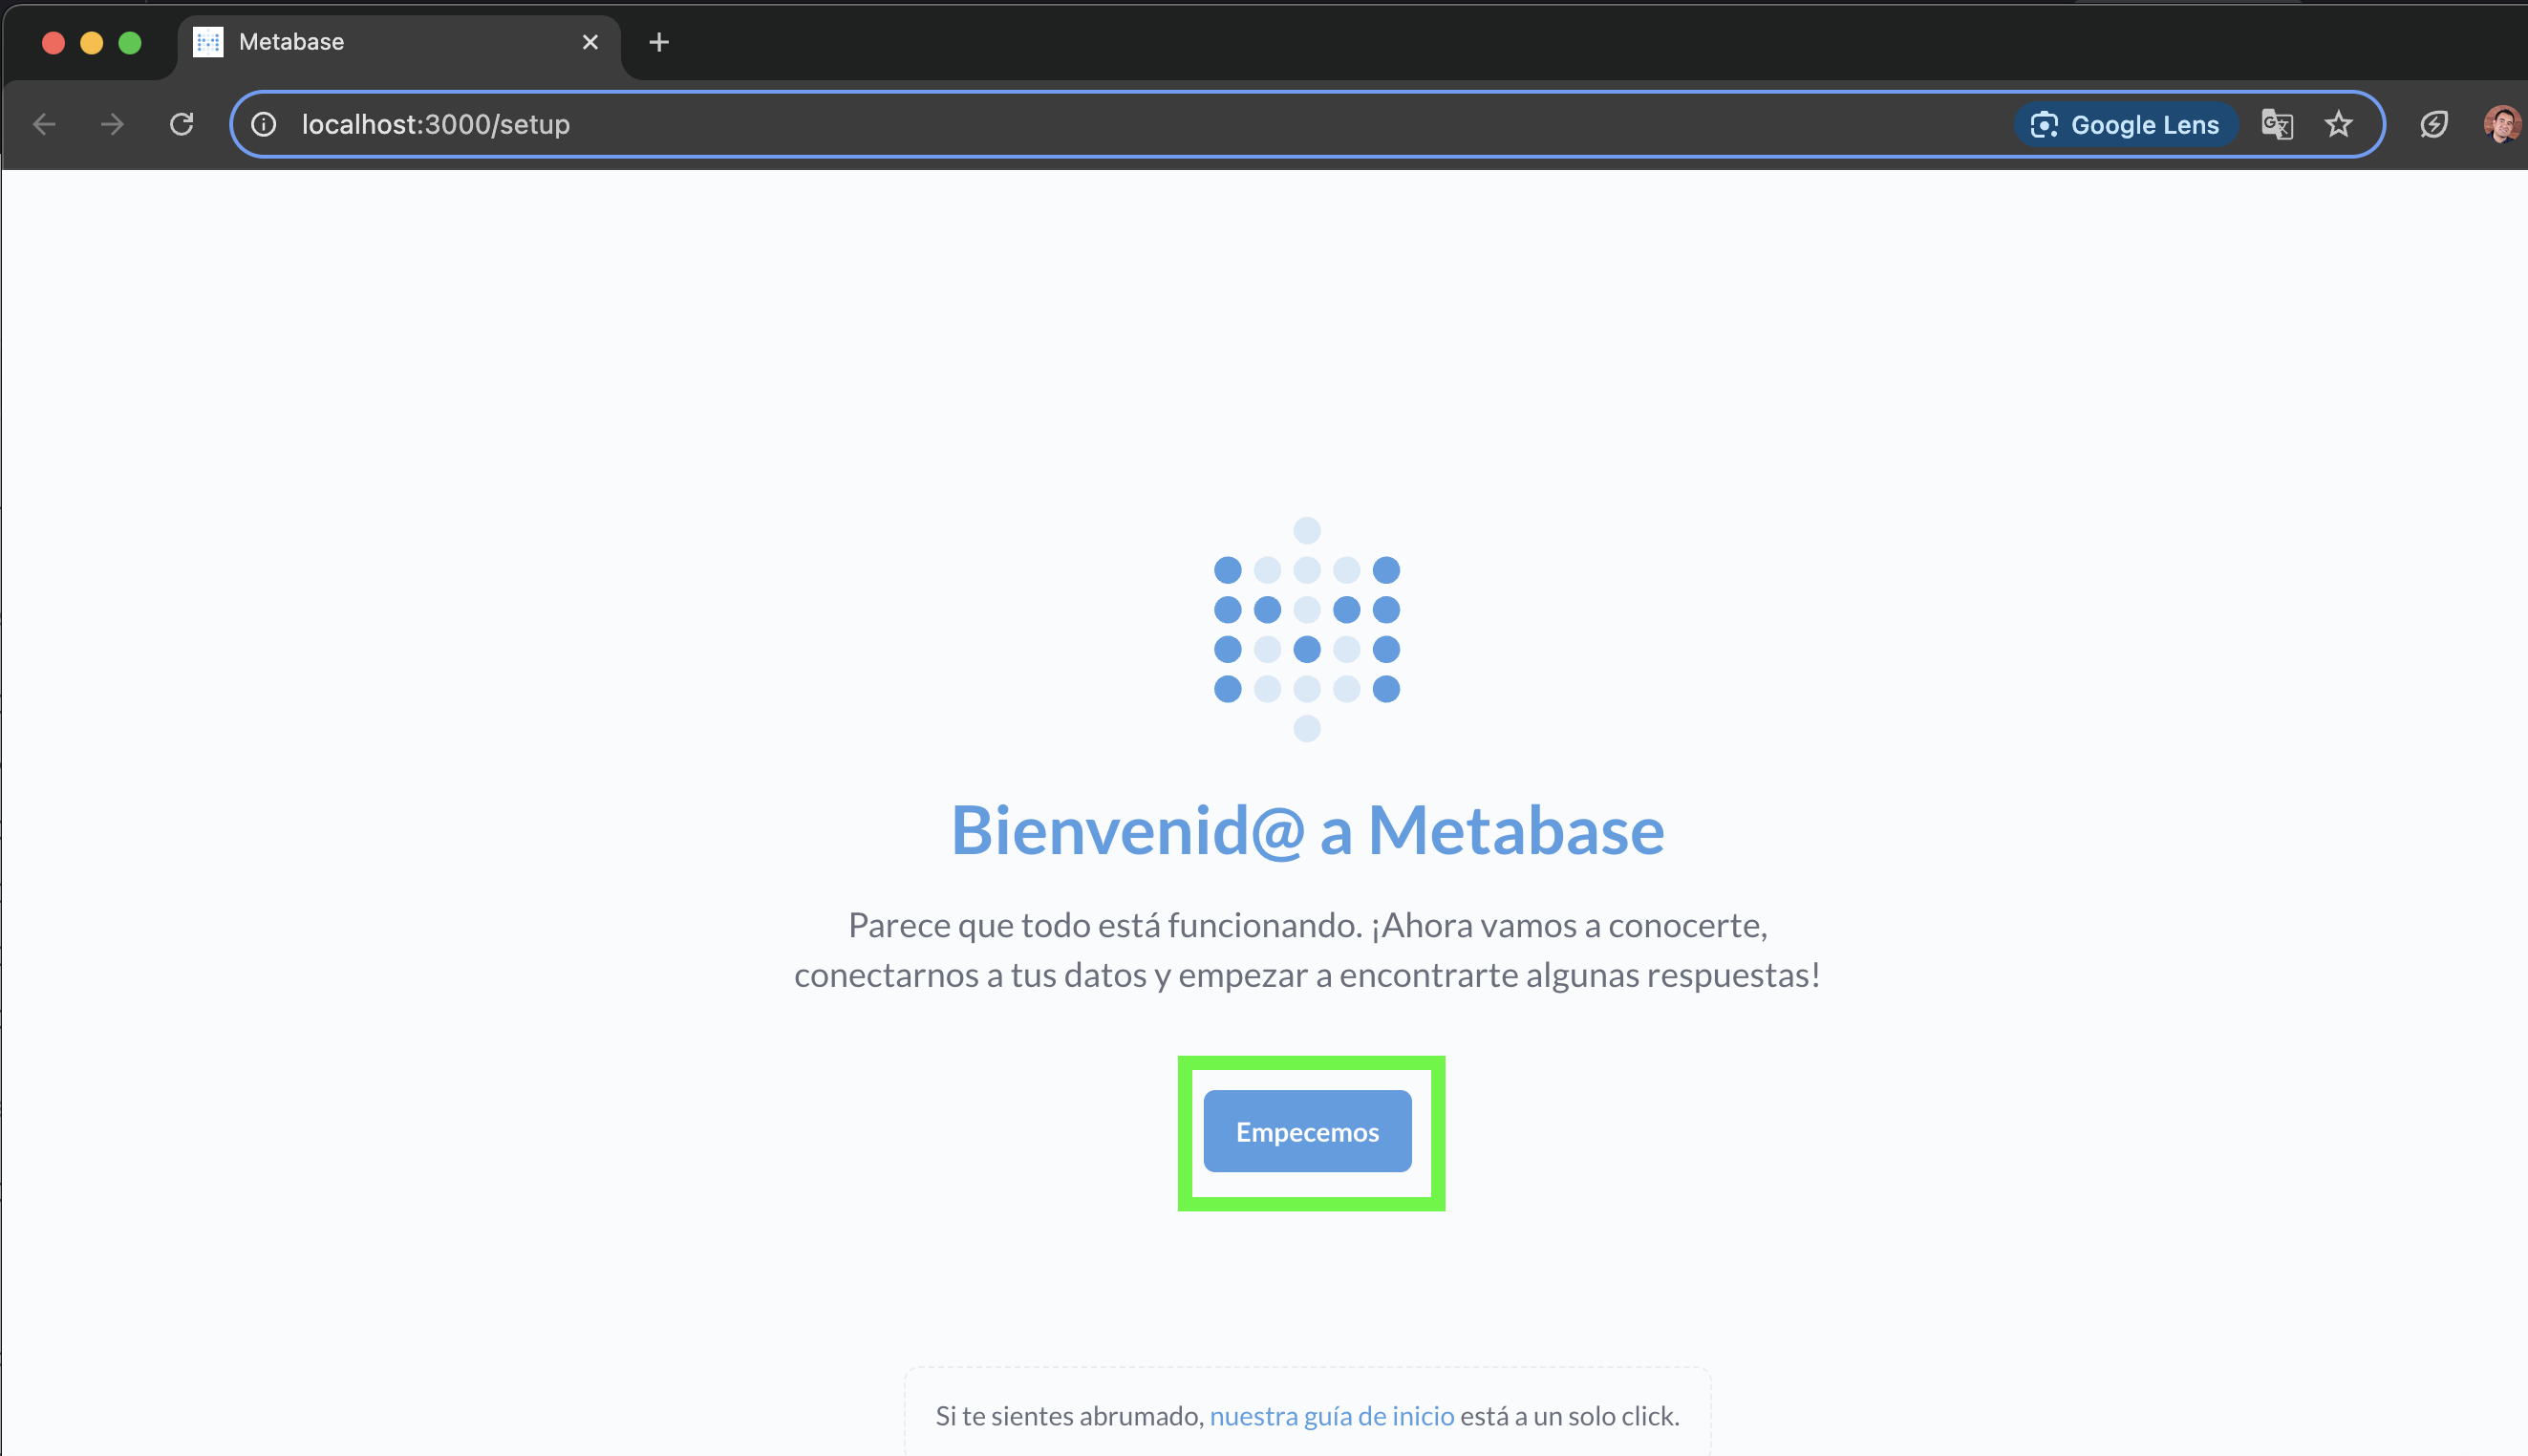 Metabase
localhost:3000/setup
Google Lens
Bienvenid@ a Metabase
Parece que todo está funcionando. ¡Ahora vamos a conocerte,
conectarnos a tus datos y empezar a encontrarte algunas respuestas!
Empecemos
Si te sientes abrumado, nuestra guía de inicio está a un solo click.